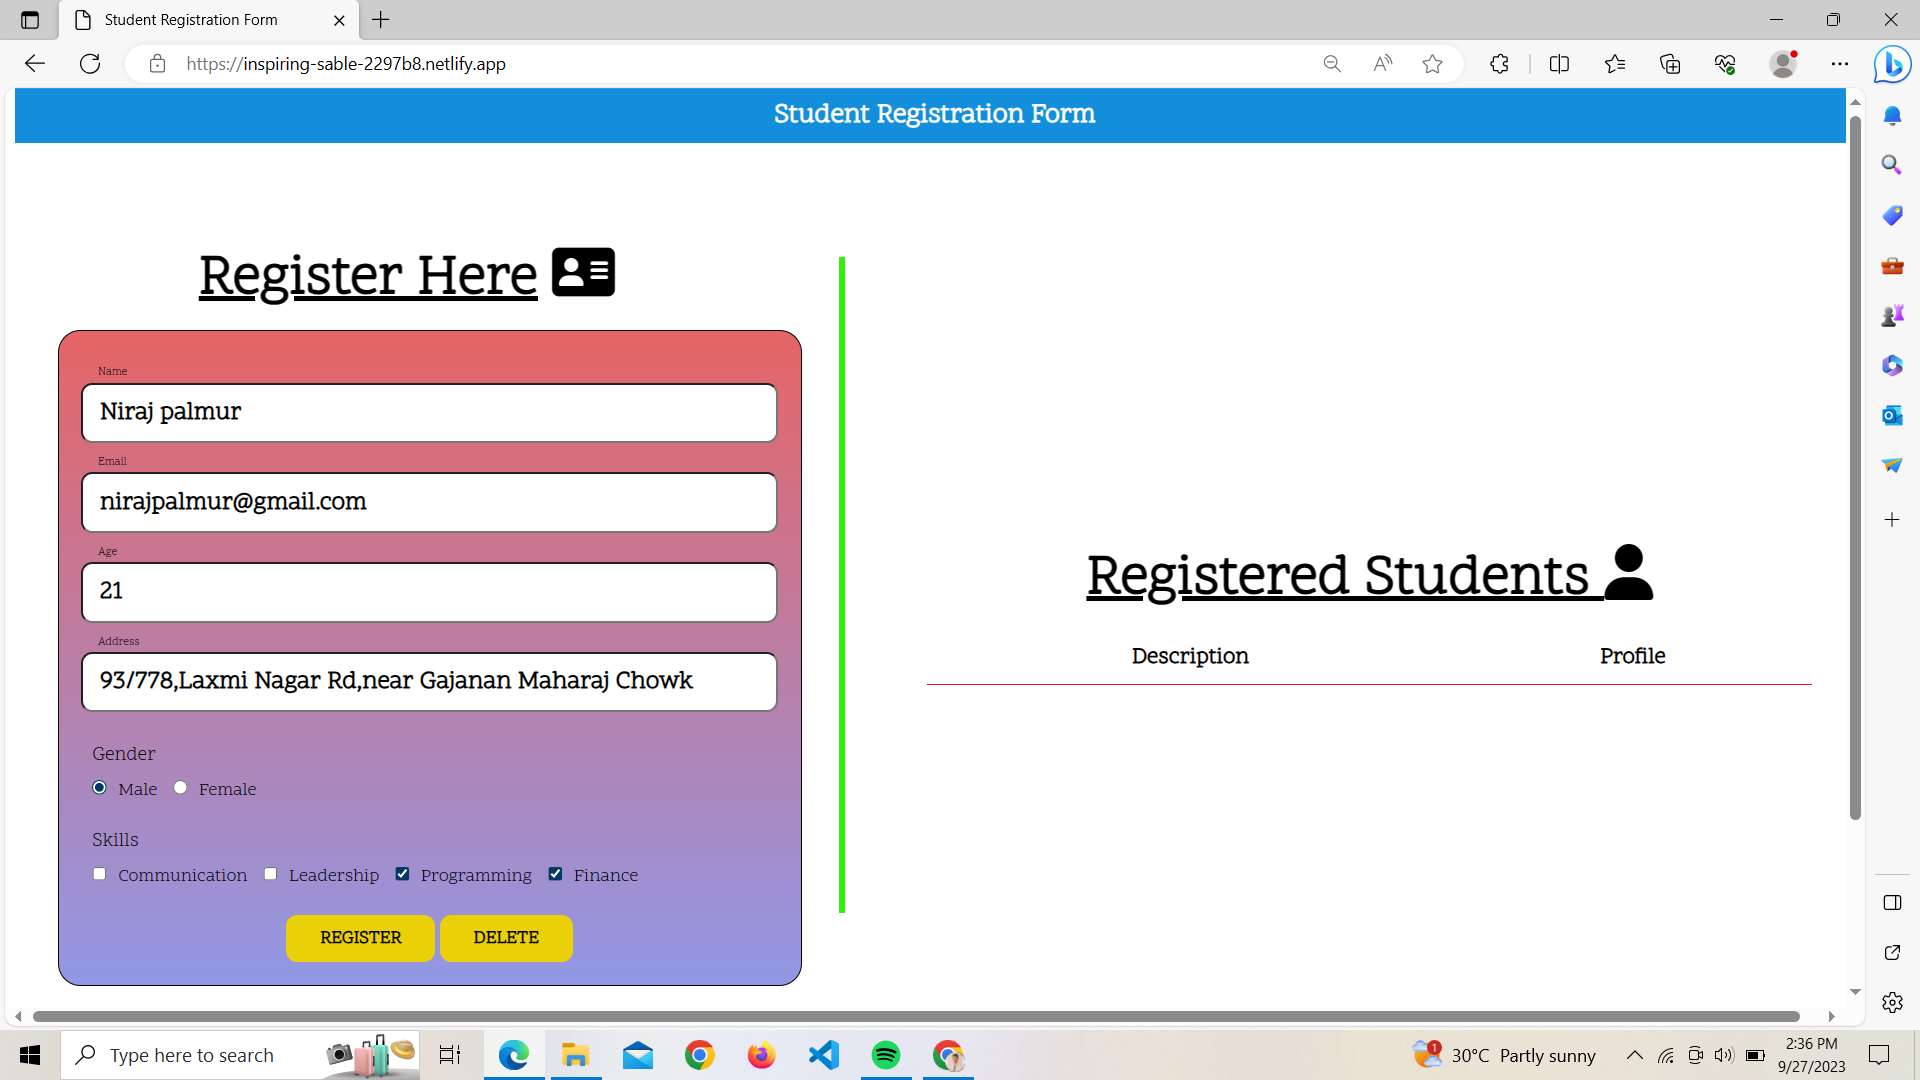 Student Registration Form
https://inspiring-sable-2297b8.netlify.app
Student Registration Form
Register Here
Name
Niraj palmur
Email
nirajpalmur@gmail.com
Age
21
Address
93/778,Laxmi Nagar Rd,near Gajanan Maharaj Chowk
Gender
Male Female
Skills
Communication Leadership Programming Finance
REGISTER DELETE
Registered Students
Description Profile
Type here to search
1
30°C Partly sunny
2:36 PM
9/27/2023